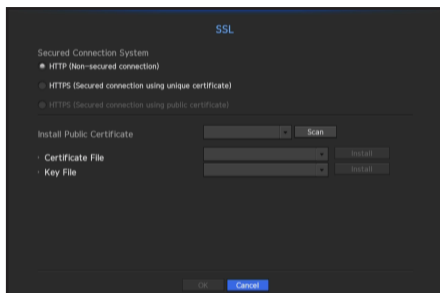 SSL
Secured Connection System
HTTP (Non-secured connection)
HTTPS (Secured connection using unique certificate)
HTTPS (Secured connection using public certificate)
Install Public Certificate
Scan
· Certificate File
Install
· Key File
Install
OK
Cancel